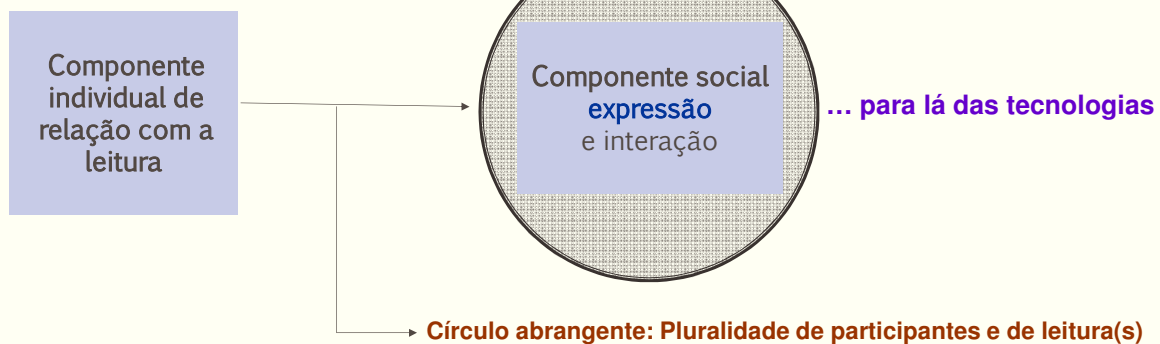 Componente
individual de
relação com a
leitura
Componente social
expressão
e interação
... para lá das tecnologias
Círculo abrangente: Pluralidade de participantes e de leitura(s)